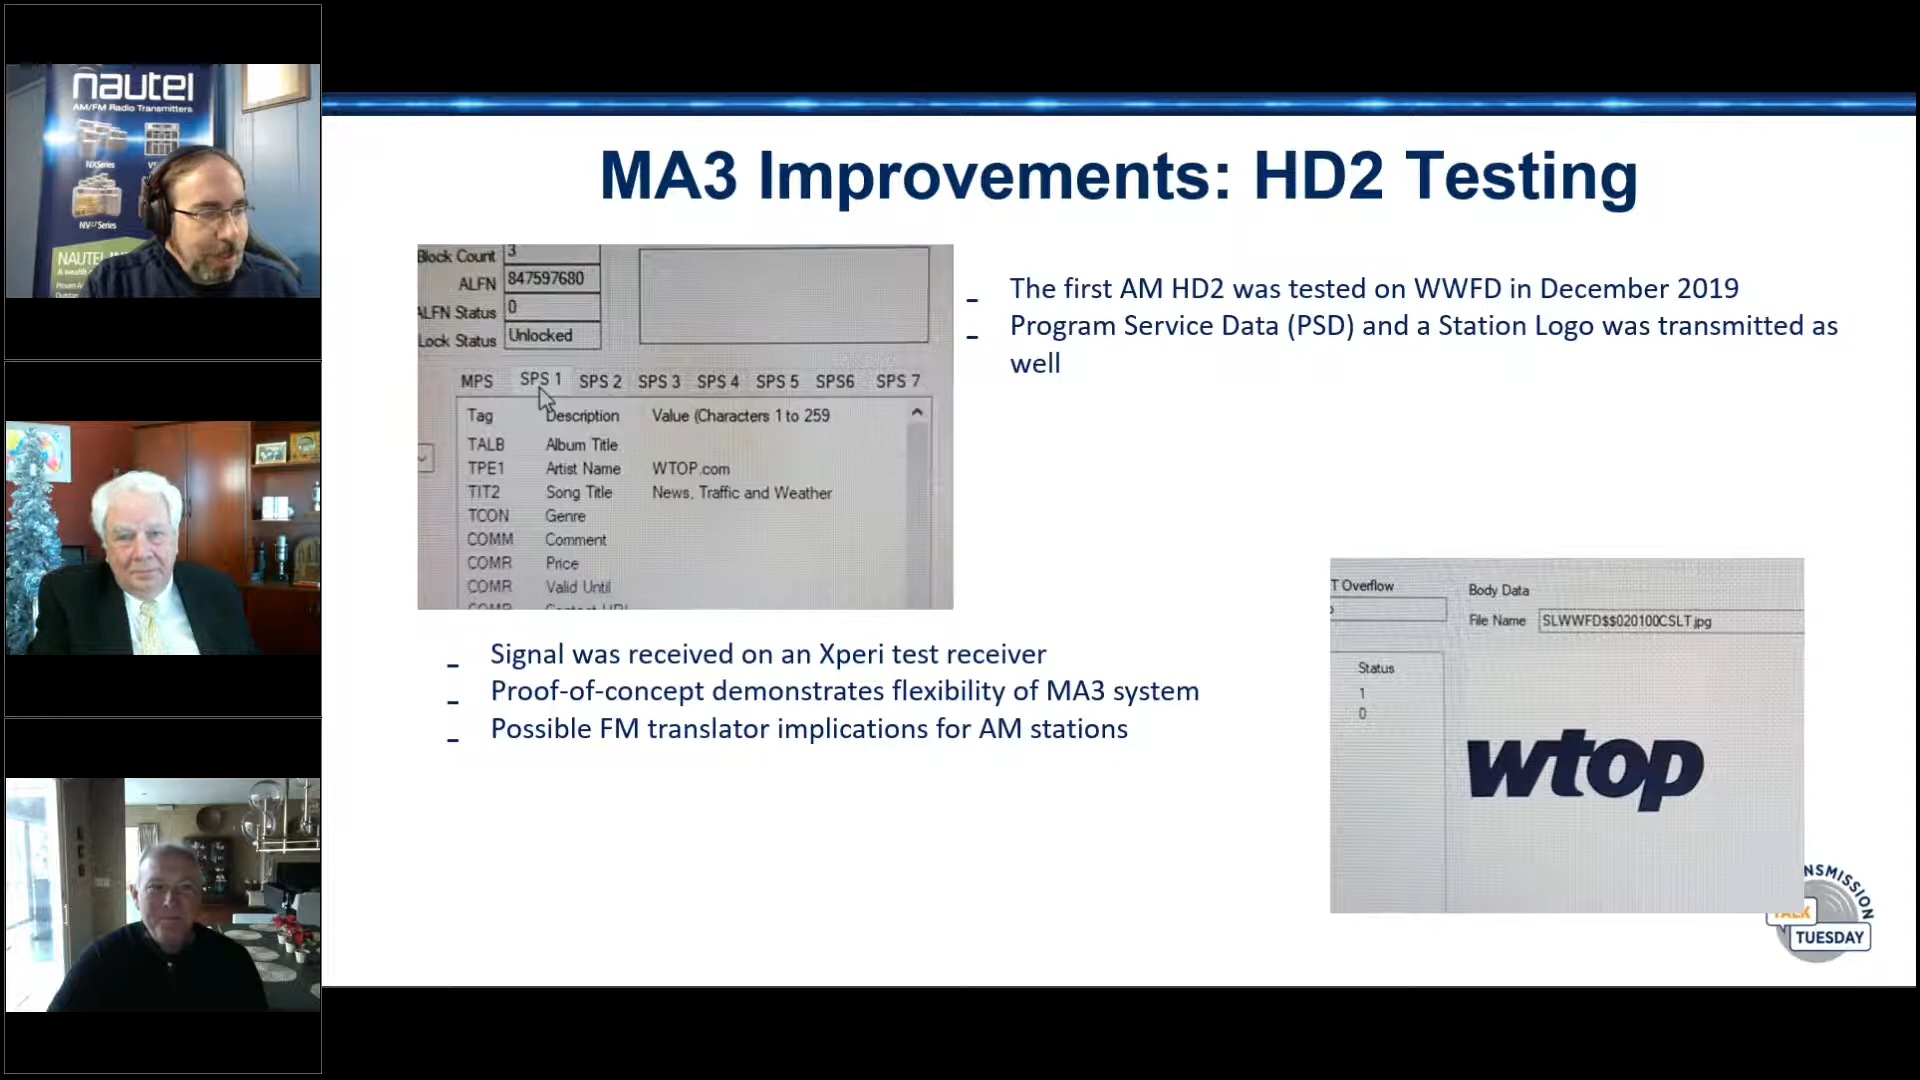 nautel
AM/FM Radio Transmitters
NXSeries
NVLT Series
MA3 Improvements: HD2 Testing
Block Count 3
ALFN 847597680
ALFN Status 0
Lock Status Unlocked
MPS SPS 1 SPS 2 SPS 3 SPS 4 SPS 5 SPS6 SPS 7
Tag Description Value (Characters 1 to 259
TALB Album Title
TPE1 Artist Name WTOP.com
TIT2 Song Title News, Traffic and Weather
TCON Genre
COMM Comment
COMR Price
COMR Valid Until
- The first AM HD2 was tested on WWFD in December 2019
- Program Service Data (PSD) and a Station Logo was transmitted as
well
- Signal was received on an Xperi test receiver
- Proof-of-concept demonstrates flexibility of MA3 system
- Possible FM translator implications for AM stations
T Overflow
Body Data
File Name SLWWFD$$020100CSLT.jpg
Status
1
0
wtop
NSMISSION
TALK
TUESDAY